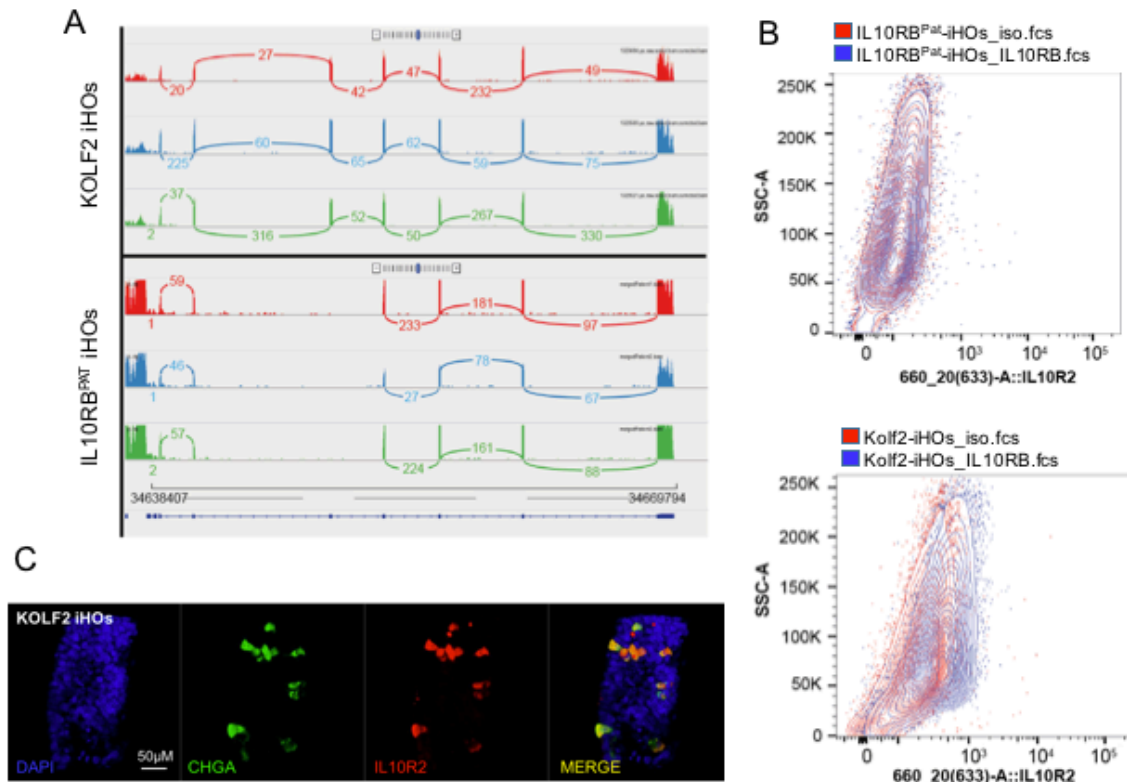 A
KOLF2 iHOs
27
47
49
20
42
232
60
62
225
65
59
75
37
52
267
2
316
50
330
IL10RBPAT iHOs
59
181
1
233
97
46
78
1
27
67
57
161
2
224
88
34638407
34669794
B
IL10RBPat-iHOs_iso.fcs
IL10RBPat-iHOs_IL10RB.fcs
SSC-A
250K
200K
150K
100K
50K
0
0
10³
10⁴
10⁵
660_20(633)-A::IL10R2
Kolf2-iHOs_iso.fcs
Kolf2-iHOs_IL10RB.fcs
SSC-A
250K
200K
150K
100K
50K
0
0
10³
10⁴
10⁵
660_20(633)-A::IL10R2
C
KOLF2 iHOs
50µM
DAPI
CHGA
IL10R2
MERGE